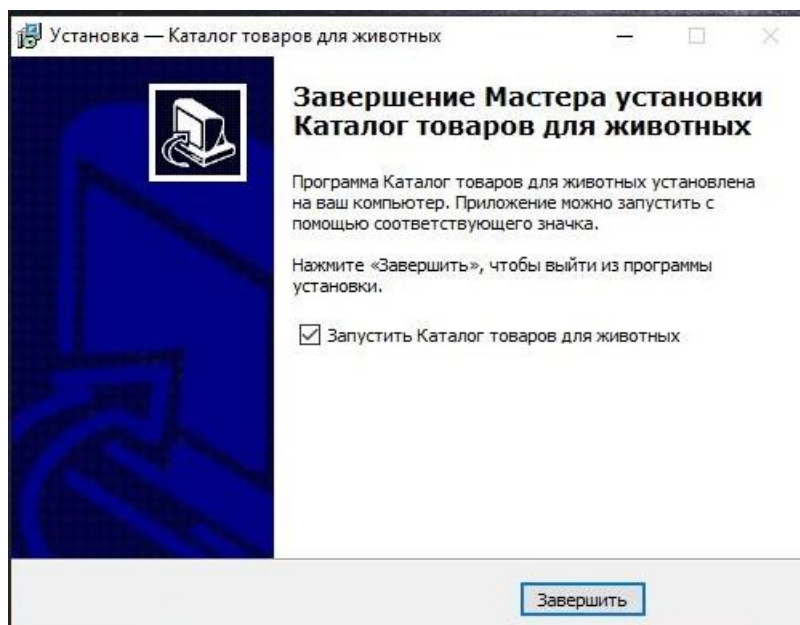 Установка — Каталог товаров для животных
Завершение Мастера установки
Каталог товаров для животных
Программа Каталог товаров для животных установлена
на ваш компьютер. Приложение можно запустить с
помощью соответствующего значка.
Нажмите «Завершить», чтобы выйти из программы
установки.
Запустить Каталог товаров для животных
Завершить